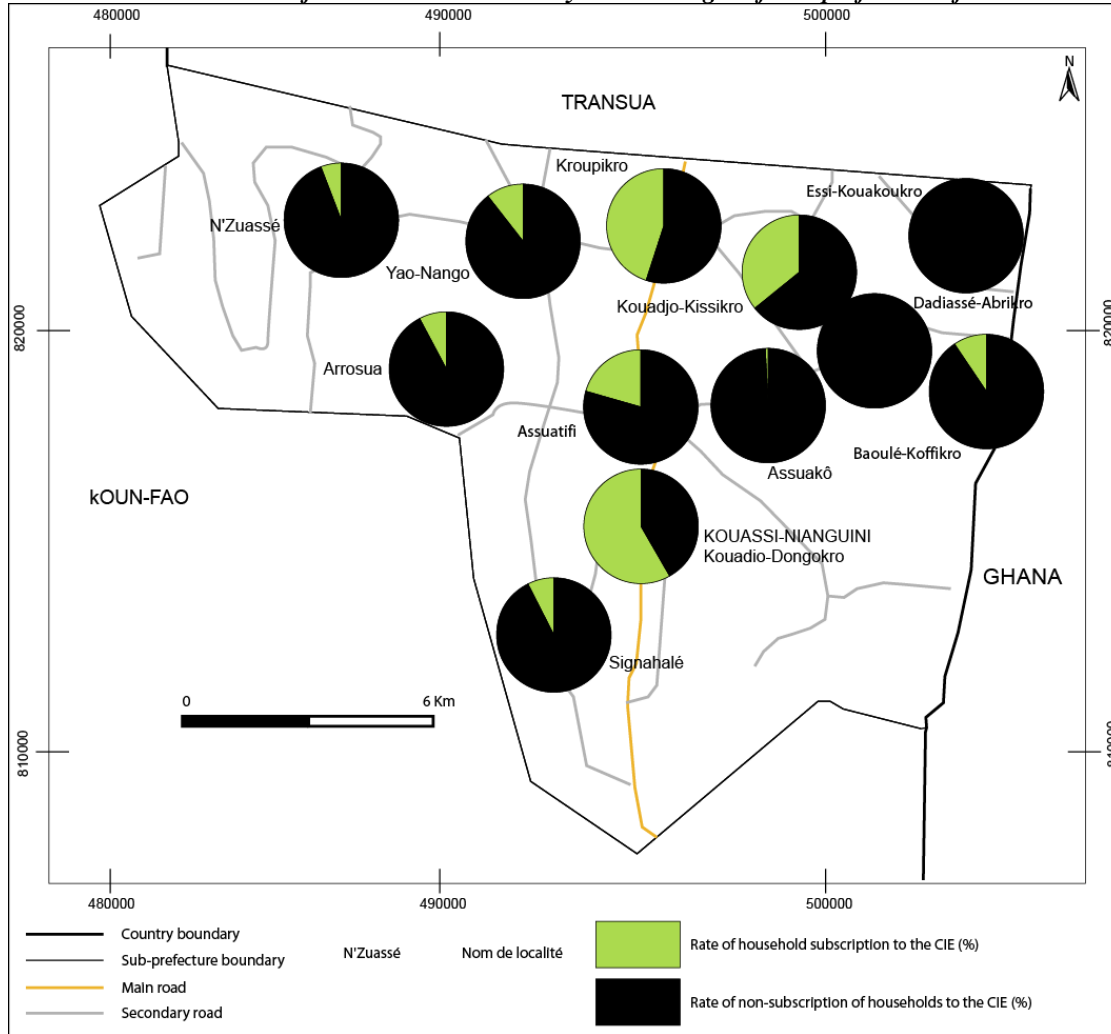 480000
490000
500000
N
TRANSUA
Kroupikro
Essi-Kouakoukro
N'Zuassé
Yao-Nango
Kouadjo-Kissikro
Dadiassé-Abrikro
820000
820000
Arrosua
Assuatifi
Baoulé-Koffikro
Assuakô
kOUN-FAO
KOUASSI-NIANGUINI
Kouadio-Dongokro
GHANA
Signahalé
0
6 Km
810000
480000
490000
500000
Country boundary
Sub-prefecture boundary
Main road
Secondary road
N'Zuassé
Nom de localité
Rate of household subscription to the CIE (%)
Rate of non-subscription of households to the CIE (%)